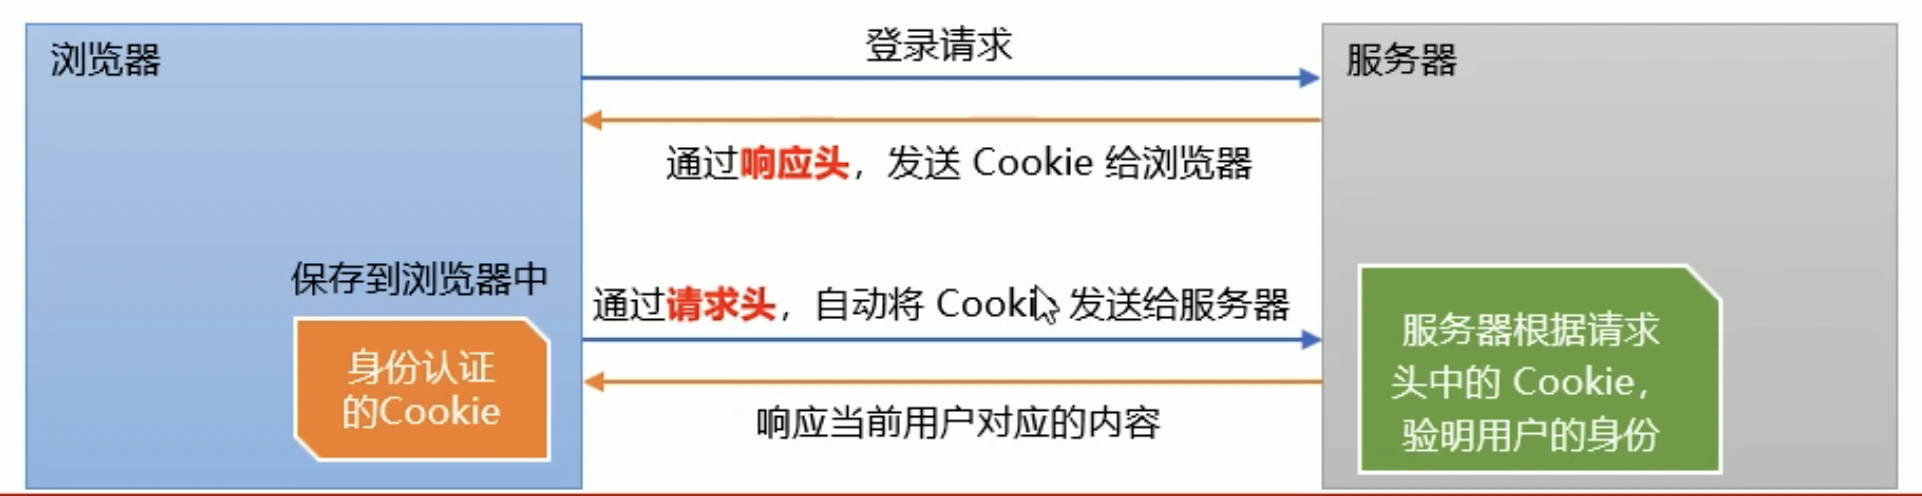 浏览器
登录请求
服务器
通过响应头，发送 Cookie 给浏览器
保存到浏览器中
身份认证
的Cookie
通过请求头，自动将 Cooki 发送给服务器
响应当前用户对应的内容
服务器根据请求
头中的 Cookie，
验明用户的身份